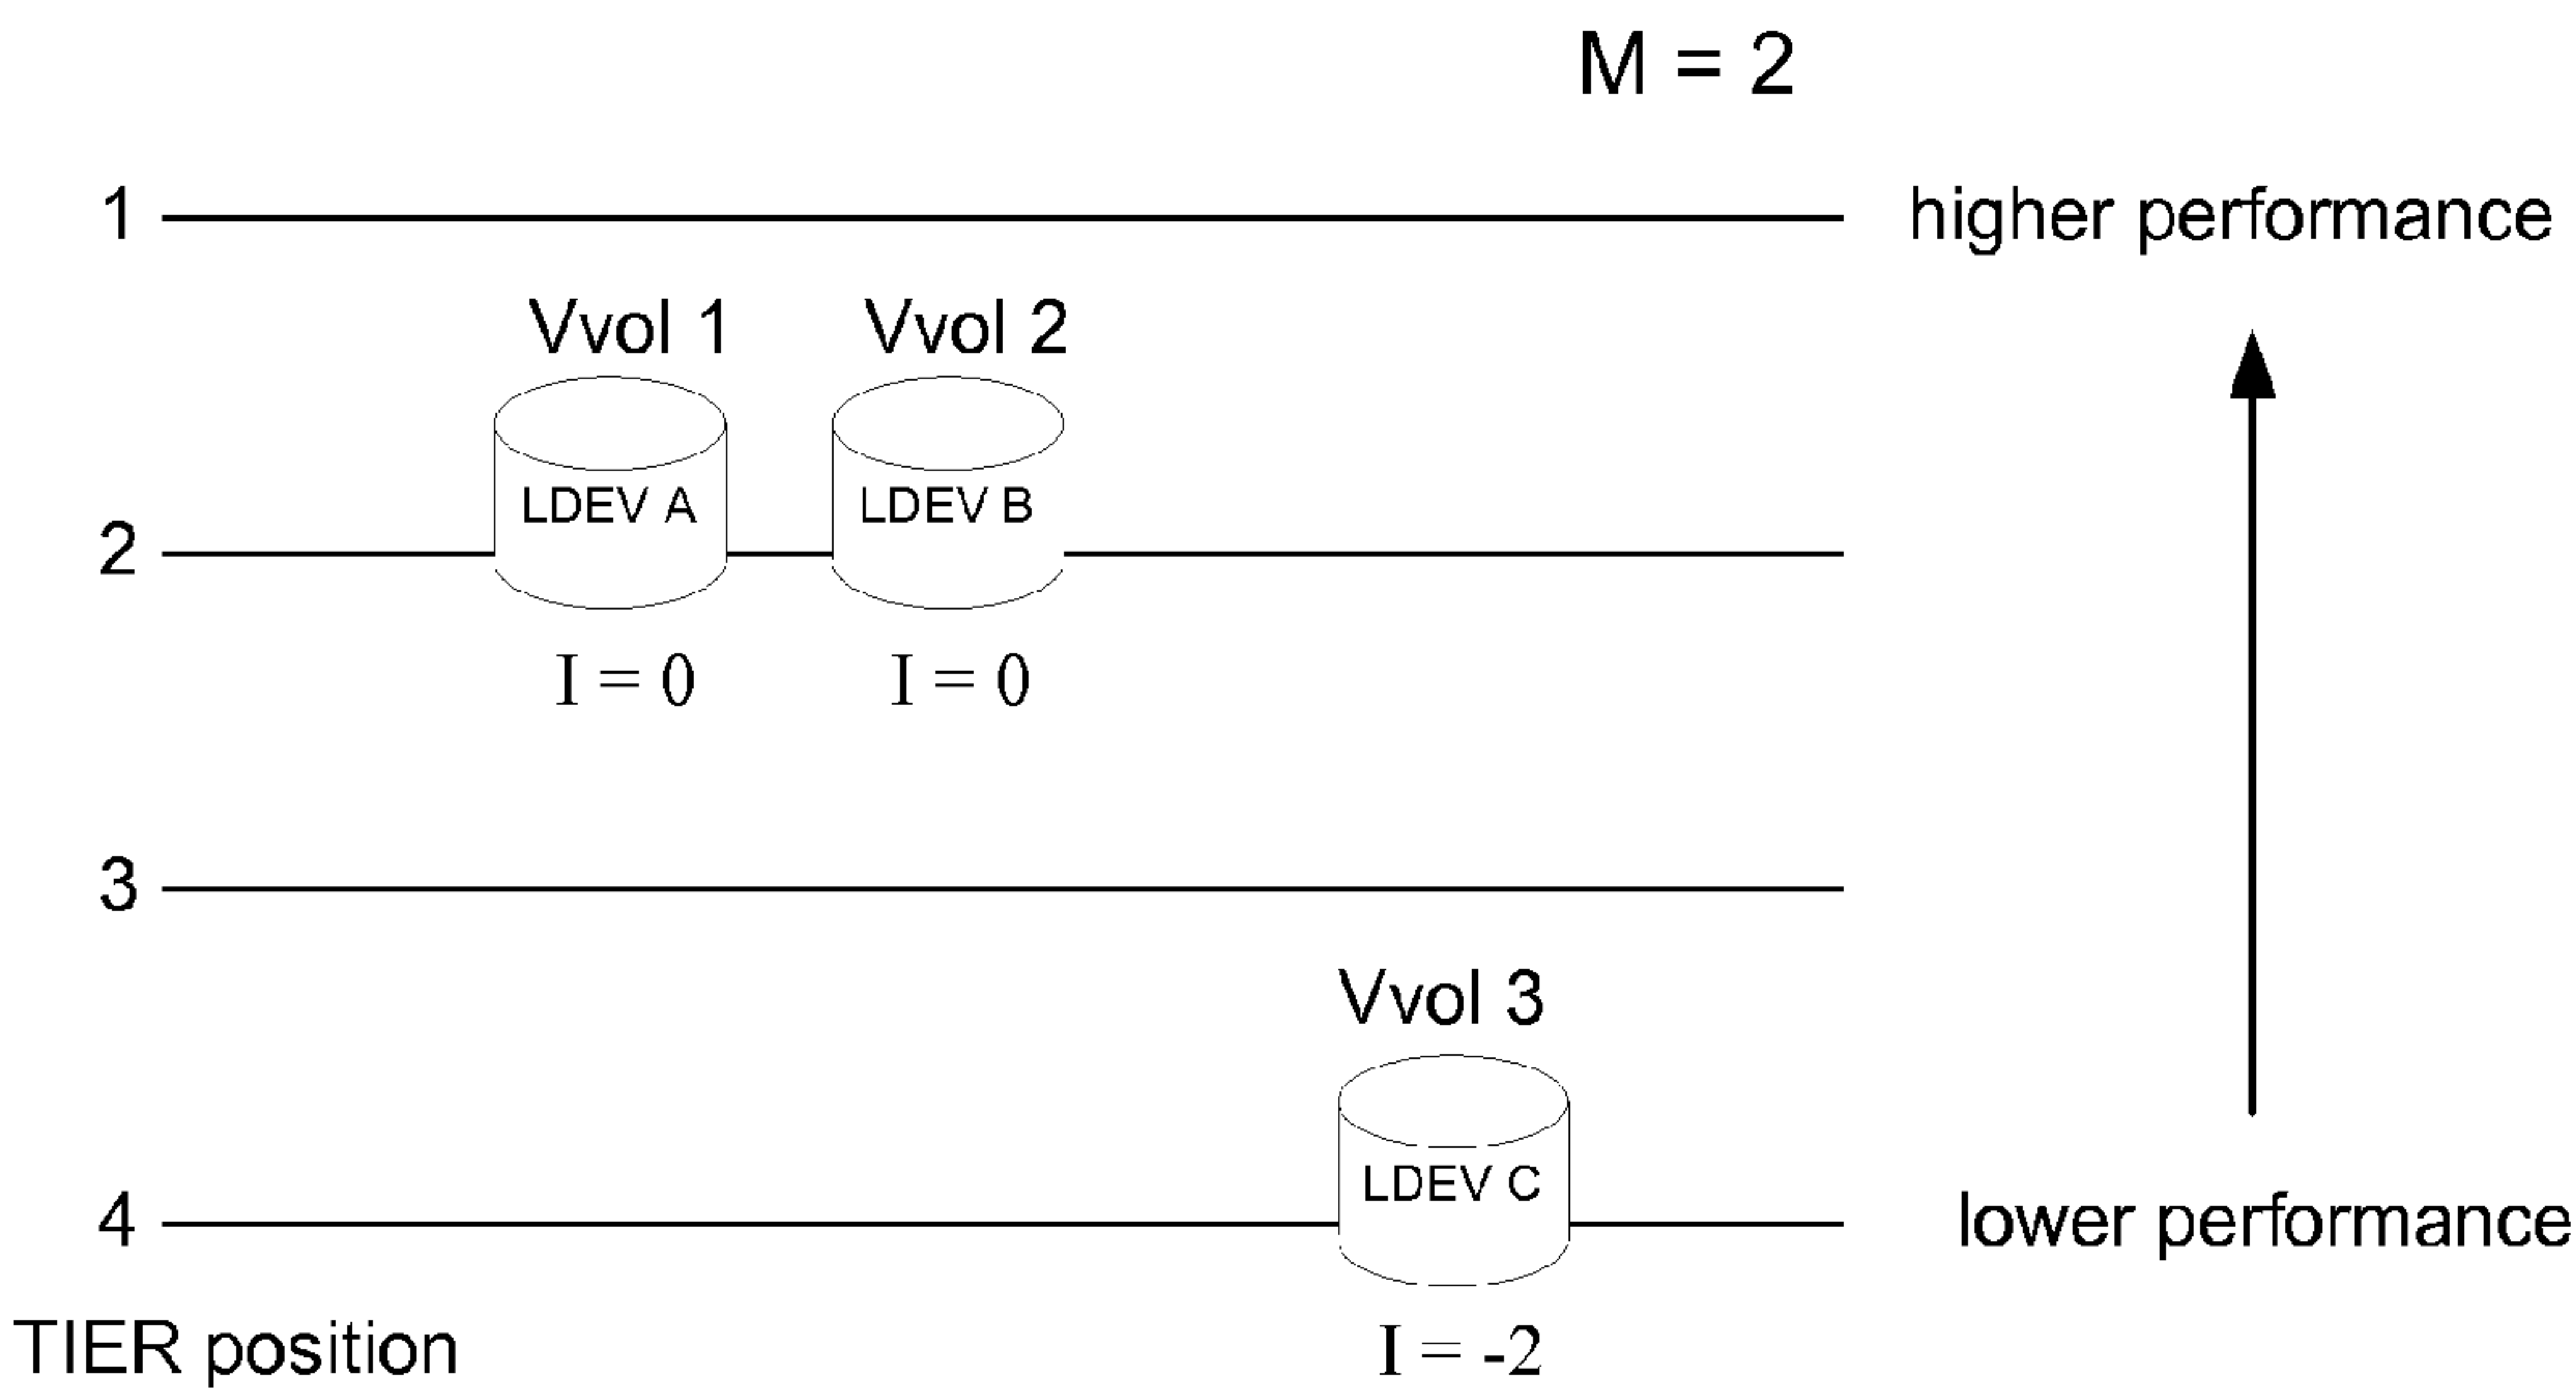 M = 2
1 higher performance
Vvol 1 Vvol 2
LDEV A LDEV B
2
I = 0 I = 0
3
Vvol 3
LDEV C
4 lower performance
TIER position I = -2